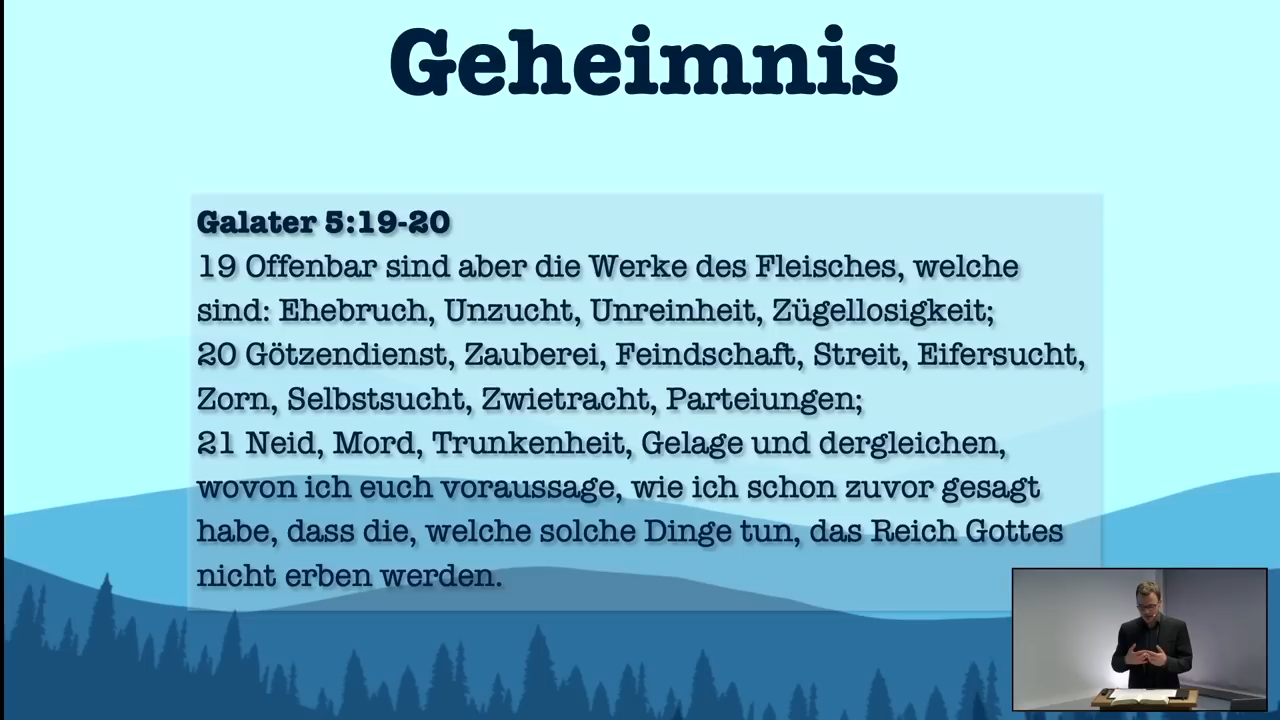 Geheimnis
Galater 5:19-20
19 Offenbar sind aber die Werke des Fleisches, welche
sind: Ehebruch, Unzucht, Unreinheit, Zügellosigkeit;
20 Götzendienst, Zauberei, Feindschaft, Streit, Eifersucht,
Zorn, Selbstsucht, Zwietracht, Parteiungen;
21 Neid, Mord, Trunkenheit, Gelage und dergleichen,
wovon ich euch voraussage, wie ich schon zuvor gesagt
habe, dass die, welche solche Dinge tun, das Reich Gottes
nicht erben werden.